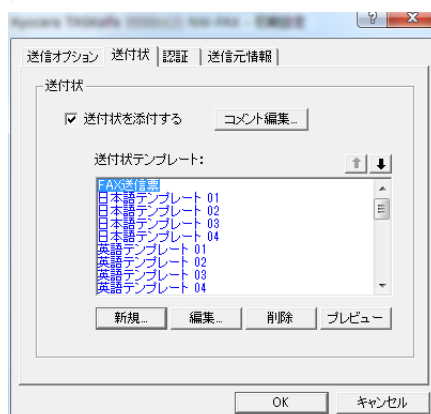 送信オプション 送付状 認証 送信元情報
送付状
送付状を添付する コメント編集...
送付状テンプレート:
FAX送信票
日本語テンプレート 01
日本語テンプレート 02
日本語テンプレート 03
日本語テンプレート 04
英語テンプレート 01
英語テンプレート 02
英語テンプレート 03
英語テンプレート 04
新規... 編集... 削除 プレビュー
OK キャンセル